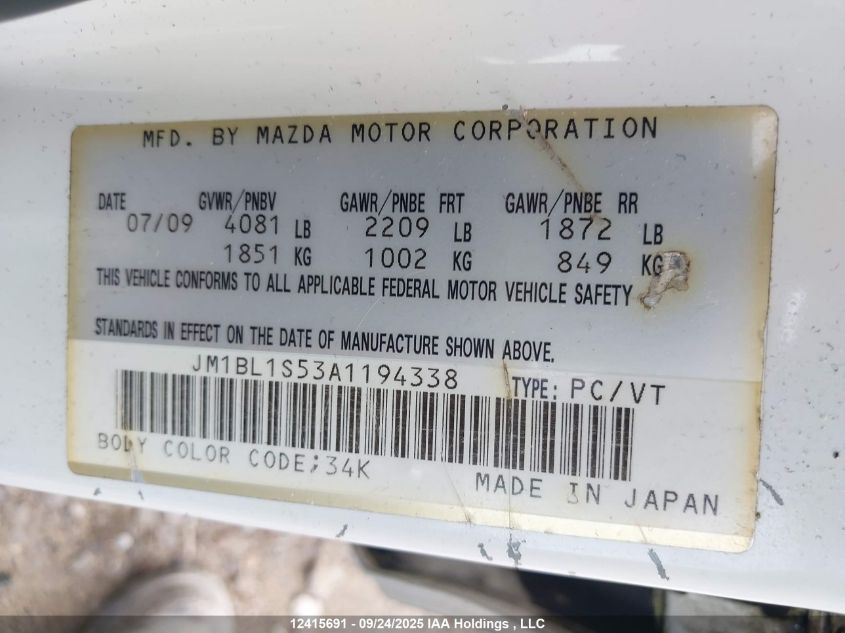 MFD. BY MAZDA MOTOR CORPORATION
DATE GVWR/PNBV GAWR/PNBE FRT GAWR/PNBE RR
07/09 4081 LB 2209 LB 1872 LB
1851 KG 1002 KG 849 KG
THIS VEHICLE CONFORMS TO ALL APPLICABLE FEDERAL MOTOR VEHICLE SAFETY
STANDARDS IN EFFECT ON THE DATE OF MANUFACTURE SHOWN ABOVE.
JM1BL1S53A1194338 TYPE: PC/VT
BODY COLOR CODE;34K
MADE IN JAPAN
12415691 - 09/24/2025 IAA Holdings, LLC